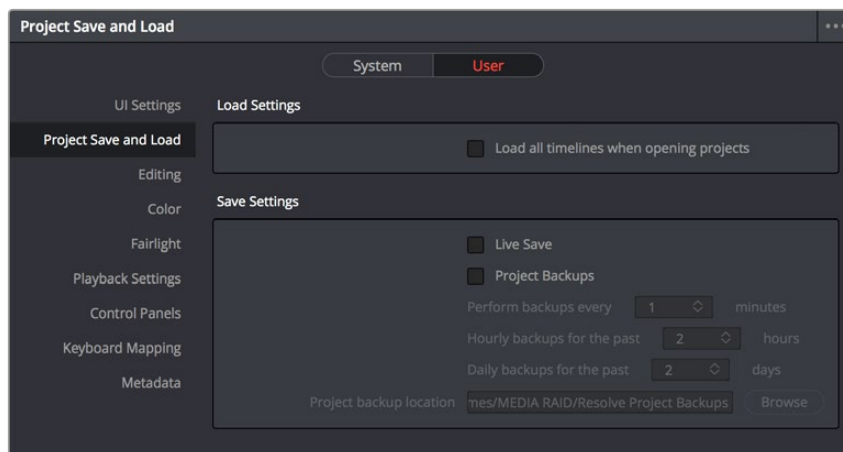 Project Save and Load
System User
UI Settings
Project Save and Load
Editing
Color
Fairlight
Playback Settings
Control Panels
Keyboard Mapping
Metadata
Load Settings
Load all timelines when opening projects
Save Settings
Live Save
Project Backups
Perform backups every 1 minutes
Hourly backups for the past 2 hours
Daily backups for the past 2 days
Project backup location mes/MEDIA RAID/Resolve Project Backups Browse